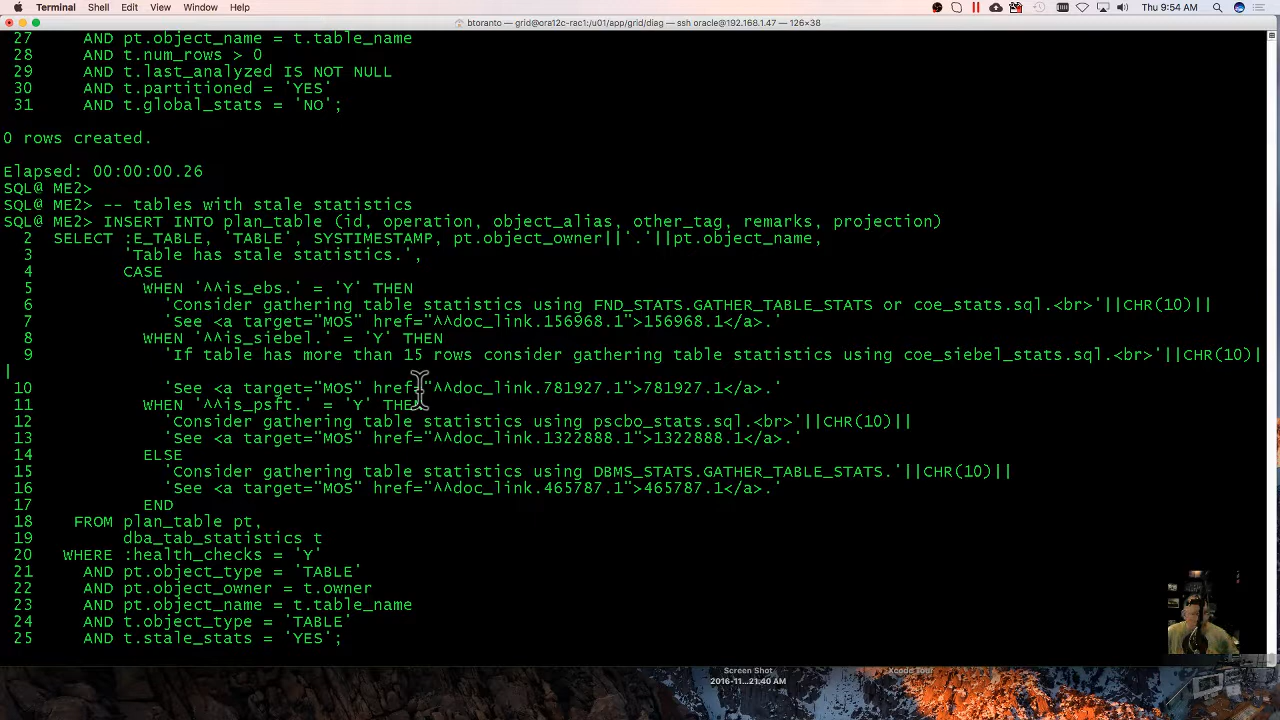 Terminal Shell Edit View Window Help Thu 9:54 AM
btoranto — grid@ora12c-rac1:/u01/app/grid/diag — ssh oracle@192.168.1.47 — 126×38
27 AND pt.object_name = t.table_name
28 AND t.num_rows > 0
29 AND t.last_analyzed IS NOT NULL
30 AND t.partitioned = 'YES'
31 AND t.global_stats = 'NO';
0 rows created.
Elapsed: 00:00:00.26
SQL@ ME2>
SQL@ ME2> -- tables with stale statistics
SQL@ ME2> INSERT INTO plan_table (id, operation, object_alias, other_tag, remarks, projection)
2 SELECT :E_TABLE, 'TABLE', SYSTIMESTAMP, pt.object_owner||'.'||pt.object_name,
3 'Table has stale statistics.',
4 CASE
5 WHEN '^^is_ebs.' = 'Y' THEN
6 'Consider gathering table statistics using FND_STATS.GATHER_TABLE_STATS or coe_stats.sql.<br>'||CHR(10)||
7 'See <a target="MOS" href="^^doc_link.156968.1">156968.1</a>.'
8 WHEN '^^is_siebel.' = 'Y' THEN
9 'If table has more than 15 rows consider gathering table statistics using coe_siebel_stats.sql.<br>'||CHR(10)|
|
10 'See <a target="MOS" href="^^doc_link.781927.1">781927.1</a>.'
11 WHEN '^^is_psft.' = 'Y' THEN
12 'Consider gathering table statistics using pscbo_stats.sql.<br>'||CHR(10)||
13 'See <a target="MOS" href="^^doc_link.1322888.1">1322888.1</a>.'
14 ELSE
15 'Consider gathering table statistics using DBMS_STATS.GATHER_TABLE_STATS.'||CHR(10)||
16 'See <a target="MOS" href="^^doc_link.465787.1">465787.1</a>.'
17 END
18 FROM plan_table pt,
19 dba_tab_statistics t
20 WHERE :health_checks = 'Y'
21 AND pt.object_type = 'TABLE'
22 AND pt.object_owner = t.owner
23 AND pt.object_name = t.table_name
24 AND t.object_type = 'TABLE'
25 AND t.stale_stats = 'YES';
Screen Shot
2016-11...21.40 AM
Xcode Tour